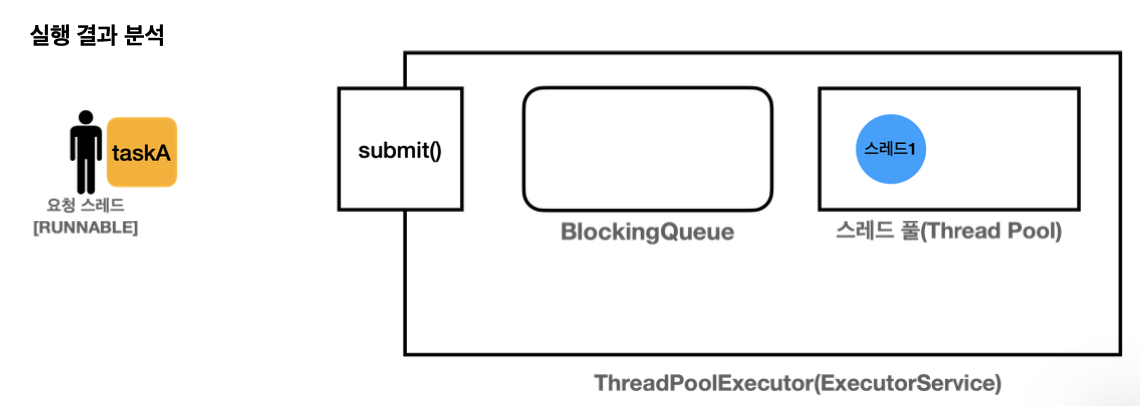 실행 결과 분석
taskA
요청 스레드
[RUNNABLE]
submit()
BlockingQueue
스레드1
스레드 풀(Thread Pool)
ThreadPoolExecutor(ExecutorService)